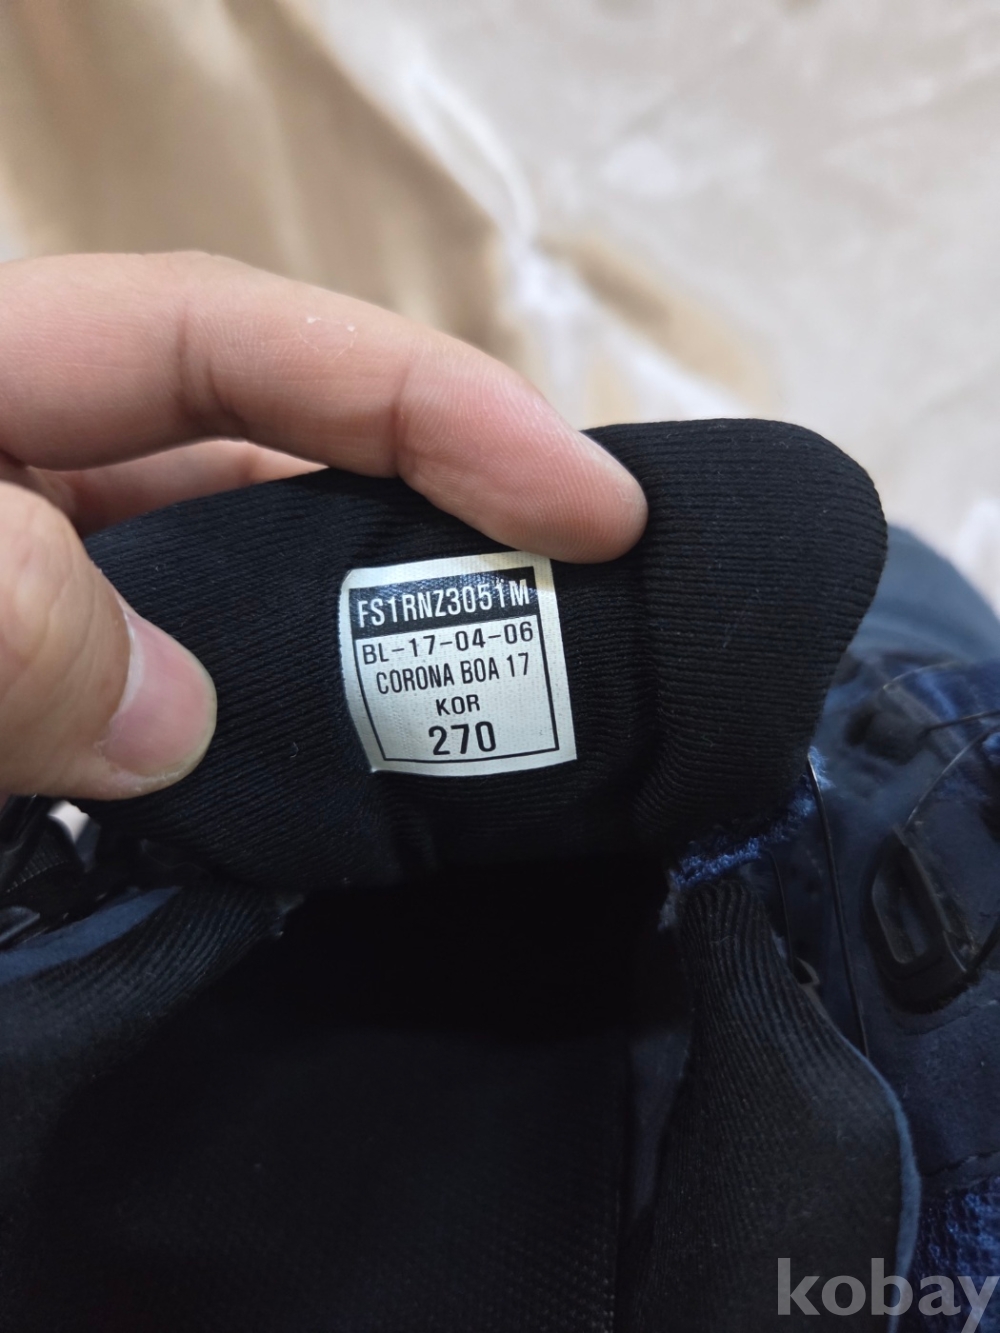 FS1RNZ3051M
BL-17-04-06
CORONA BOA 17
KOR
270
kobay